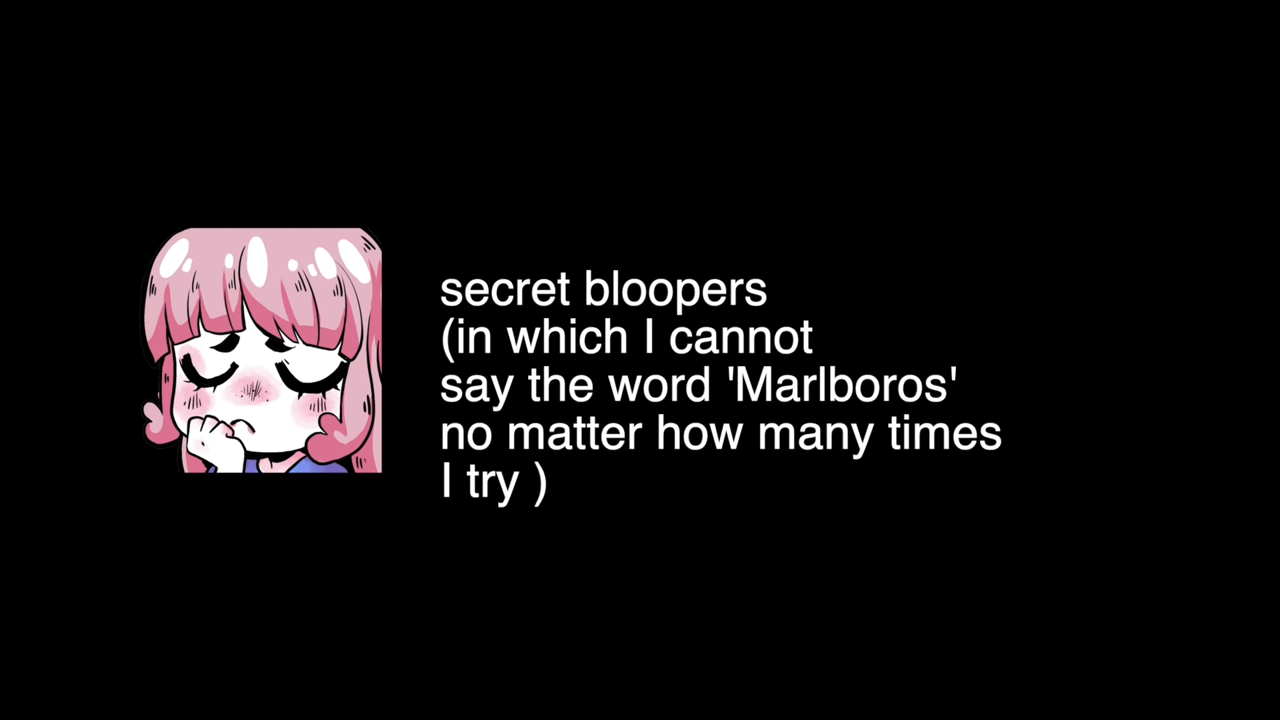 secret bloopers
(in which I cannot
say the word 'Marlboros'
no matter how many times
I try )